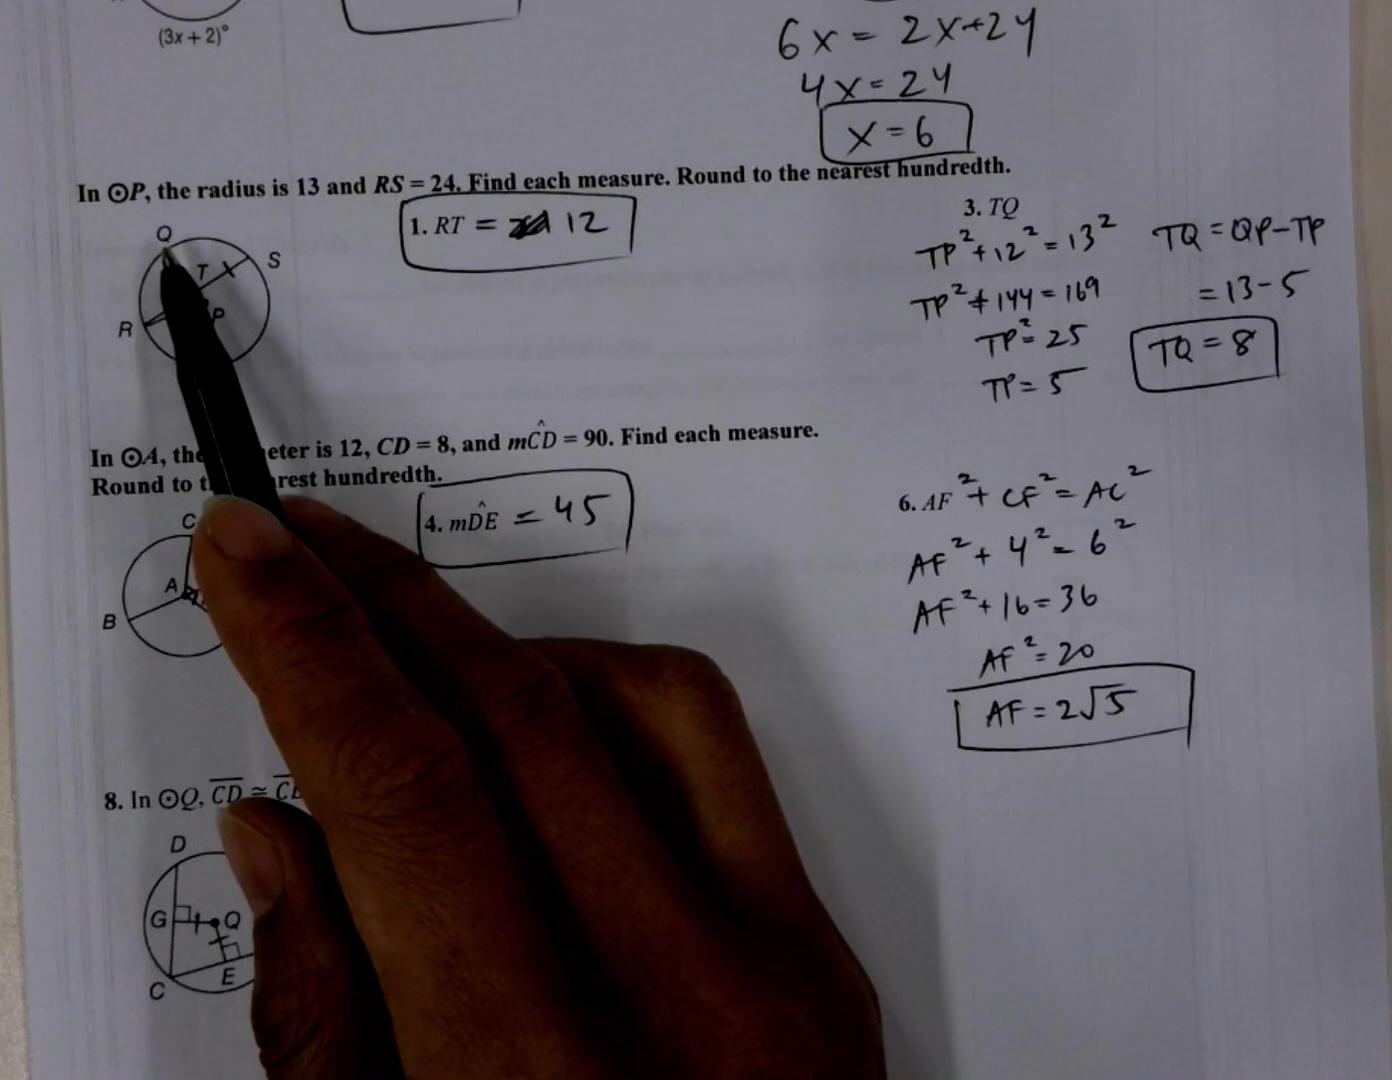 (3x + 2)°
6x = 2x+24
4x = 24
x = 6
In ⊙P, the radius is 13 and RS = 24. Find each measure. Round to the nearest hundredth.
1. RT = 12
3. TQ
Q
T
S
R
P
TP² + 12² = 13²
TP² + 144 = 169
TP² = 25
TP = 5
TQ = QP - TP
= 13 - 5
TQ = 8
In ⊙A, the eter is 12, CD = 8, and mĈD = 90. Find each measure.
Round to t rest hundredth.
4. mD̂E = 45
C
A
B
6. AF² + CF² = AC²
AF² + 4² = 6²
AF² + 16 = 36
AF² = 20
AF = 2√5
8. In ⊙Q, CD ≅ C
D
G
Q
E
C